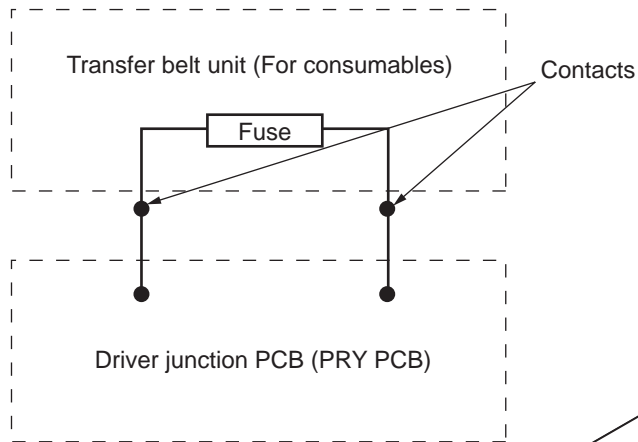 Transfer belt unit (For consumables)
Contacts
Fuse
Driver junction PCB (PRY PCB)